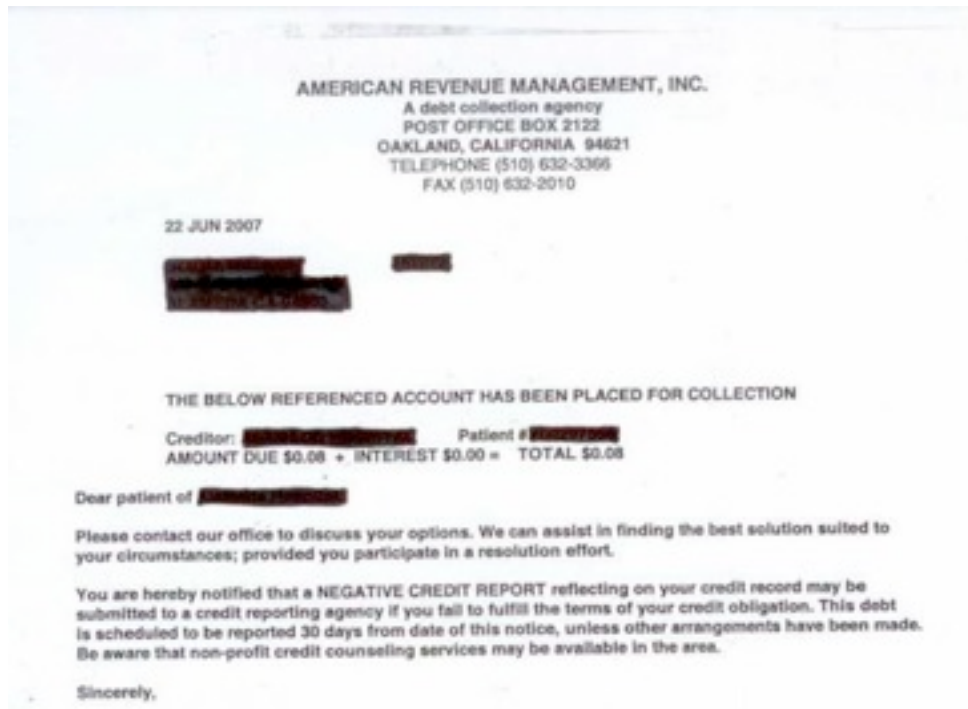 AMERICAN REVENUE MANAGEMENT, INC.
A debt collection agency
POST OFFICE BOX 2122
OAKLAND, CALIFORNIA 94621
TELEPHONE (510) 632-3366
FAX (510) 632-2010
22 JUN 2007
THE BELOW REFERENCED ACCOUNT HAS BEEN PLACED FOR COLLECTION
Creditor: Patient #
AMOUNT DUE $0.08 + INTEREST $0.00 = TOTAL $0.08
Dear patient of
Please contact our office to discuss your options. We can assist in finding the best solution suited to
your circumstances; provided you participate in a resolution effort.
You are hereby notified that a NEGATIVE CREDIT REPORT reflecting on your credit record may be
submitted to a credit reporting agency if you fail to fulfill the terms of your credit obligation. This debt
is scheduled to be reported 30 days from date of this notice, unless other arrangements have been made.
Be aware that non-profit credit counseling services may be available in the area.
Sincerely,